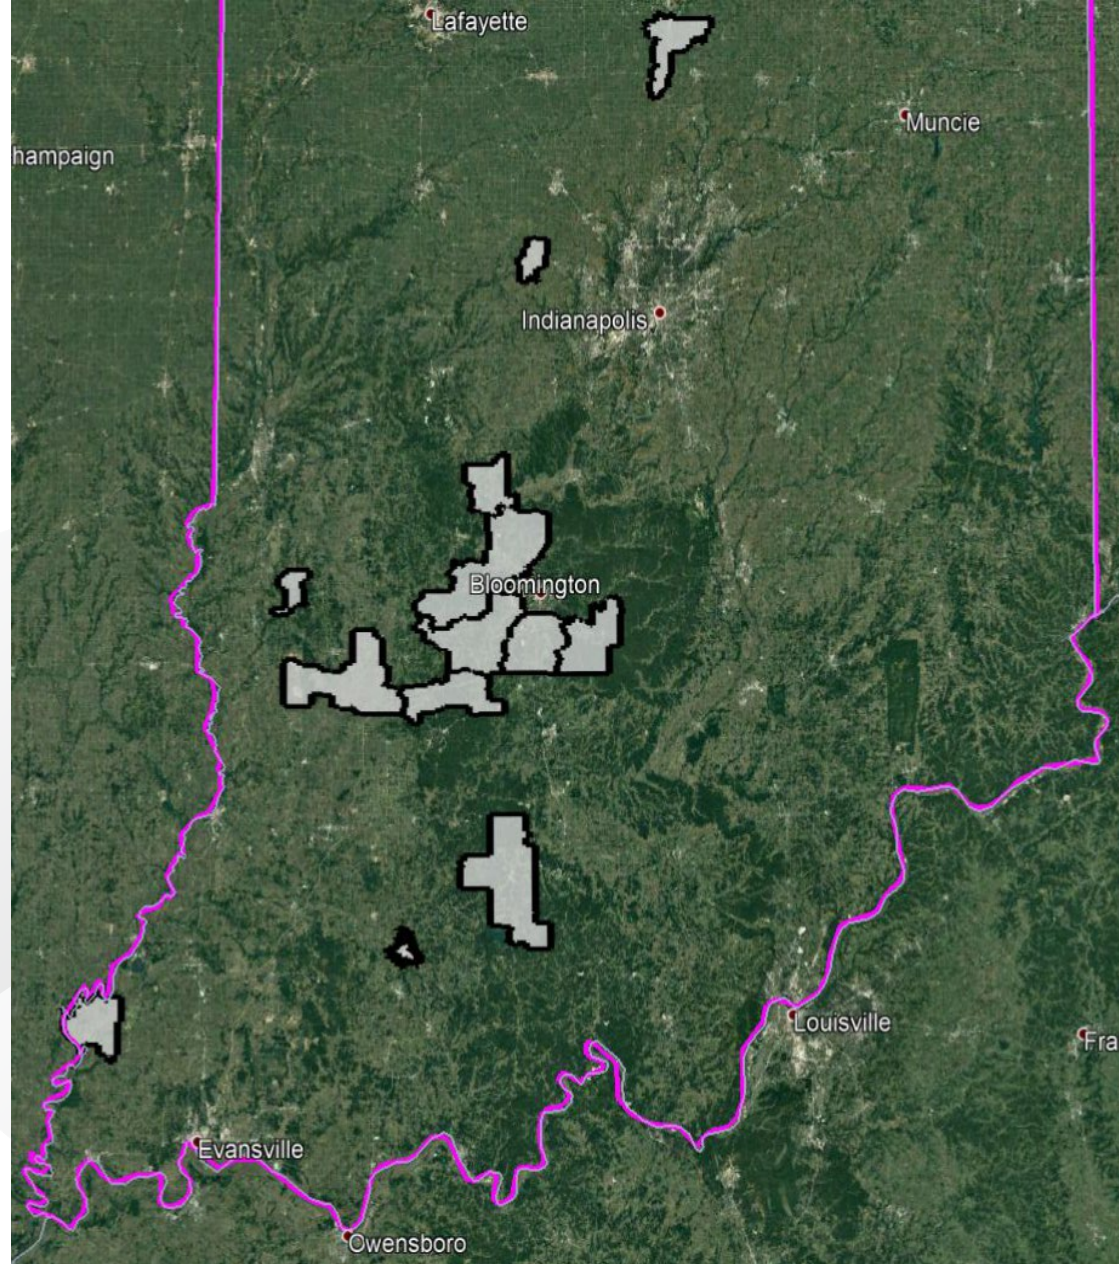 Lafayette
Muncie
hampaign
Indianapolis
Bloomington
Louisville
Fra
Evansville
Owensboro